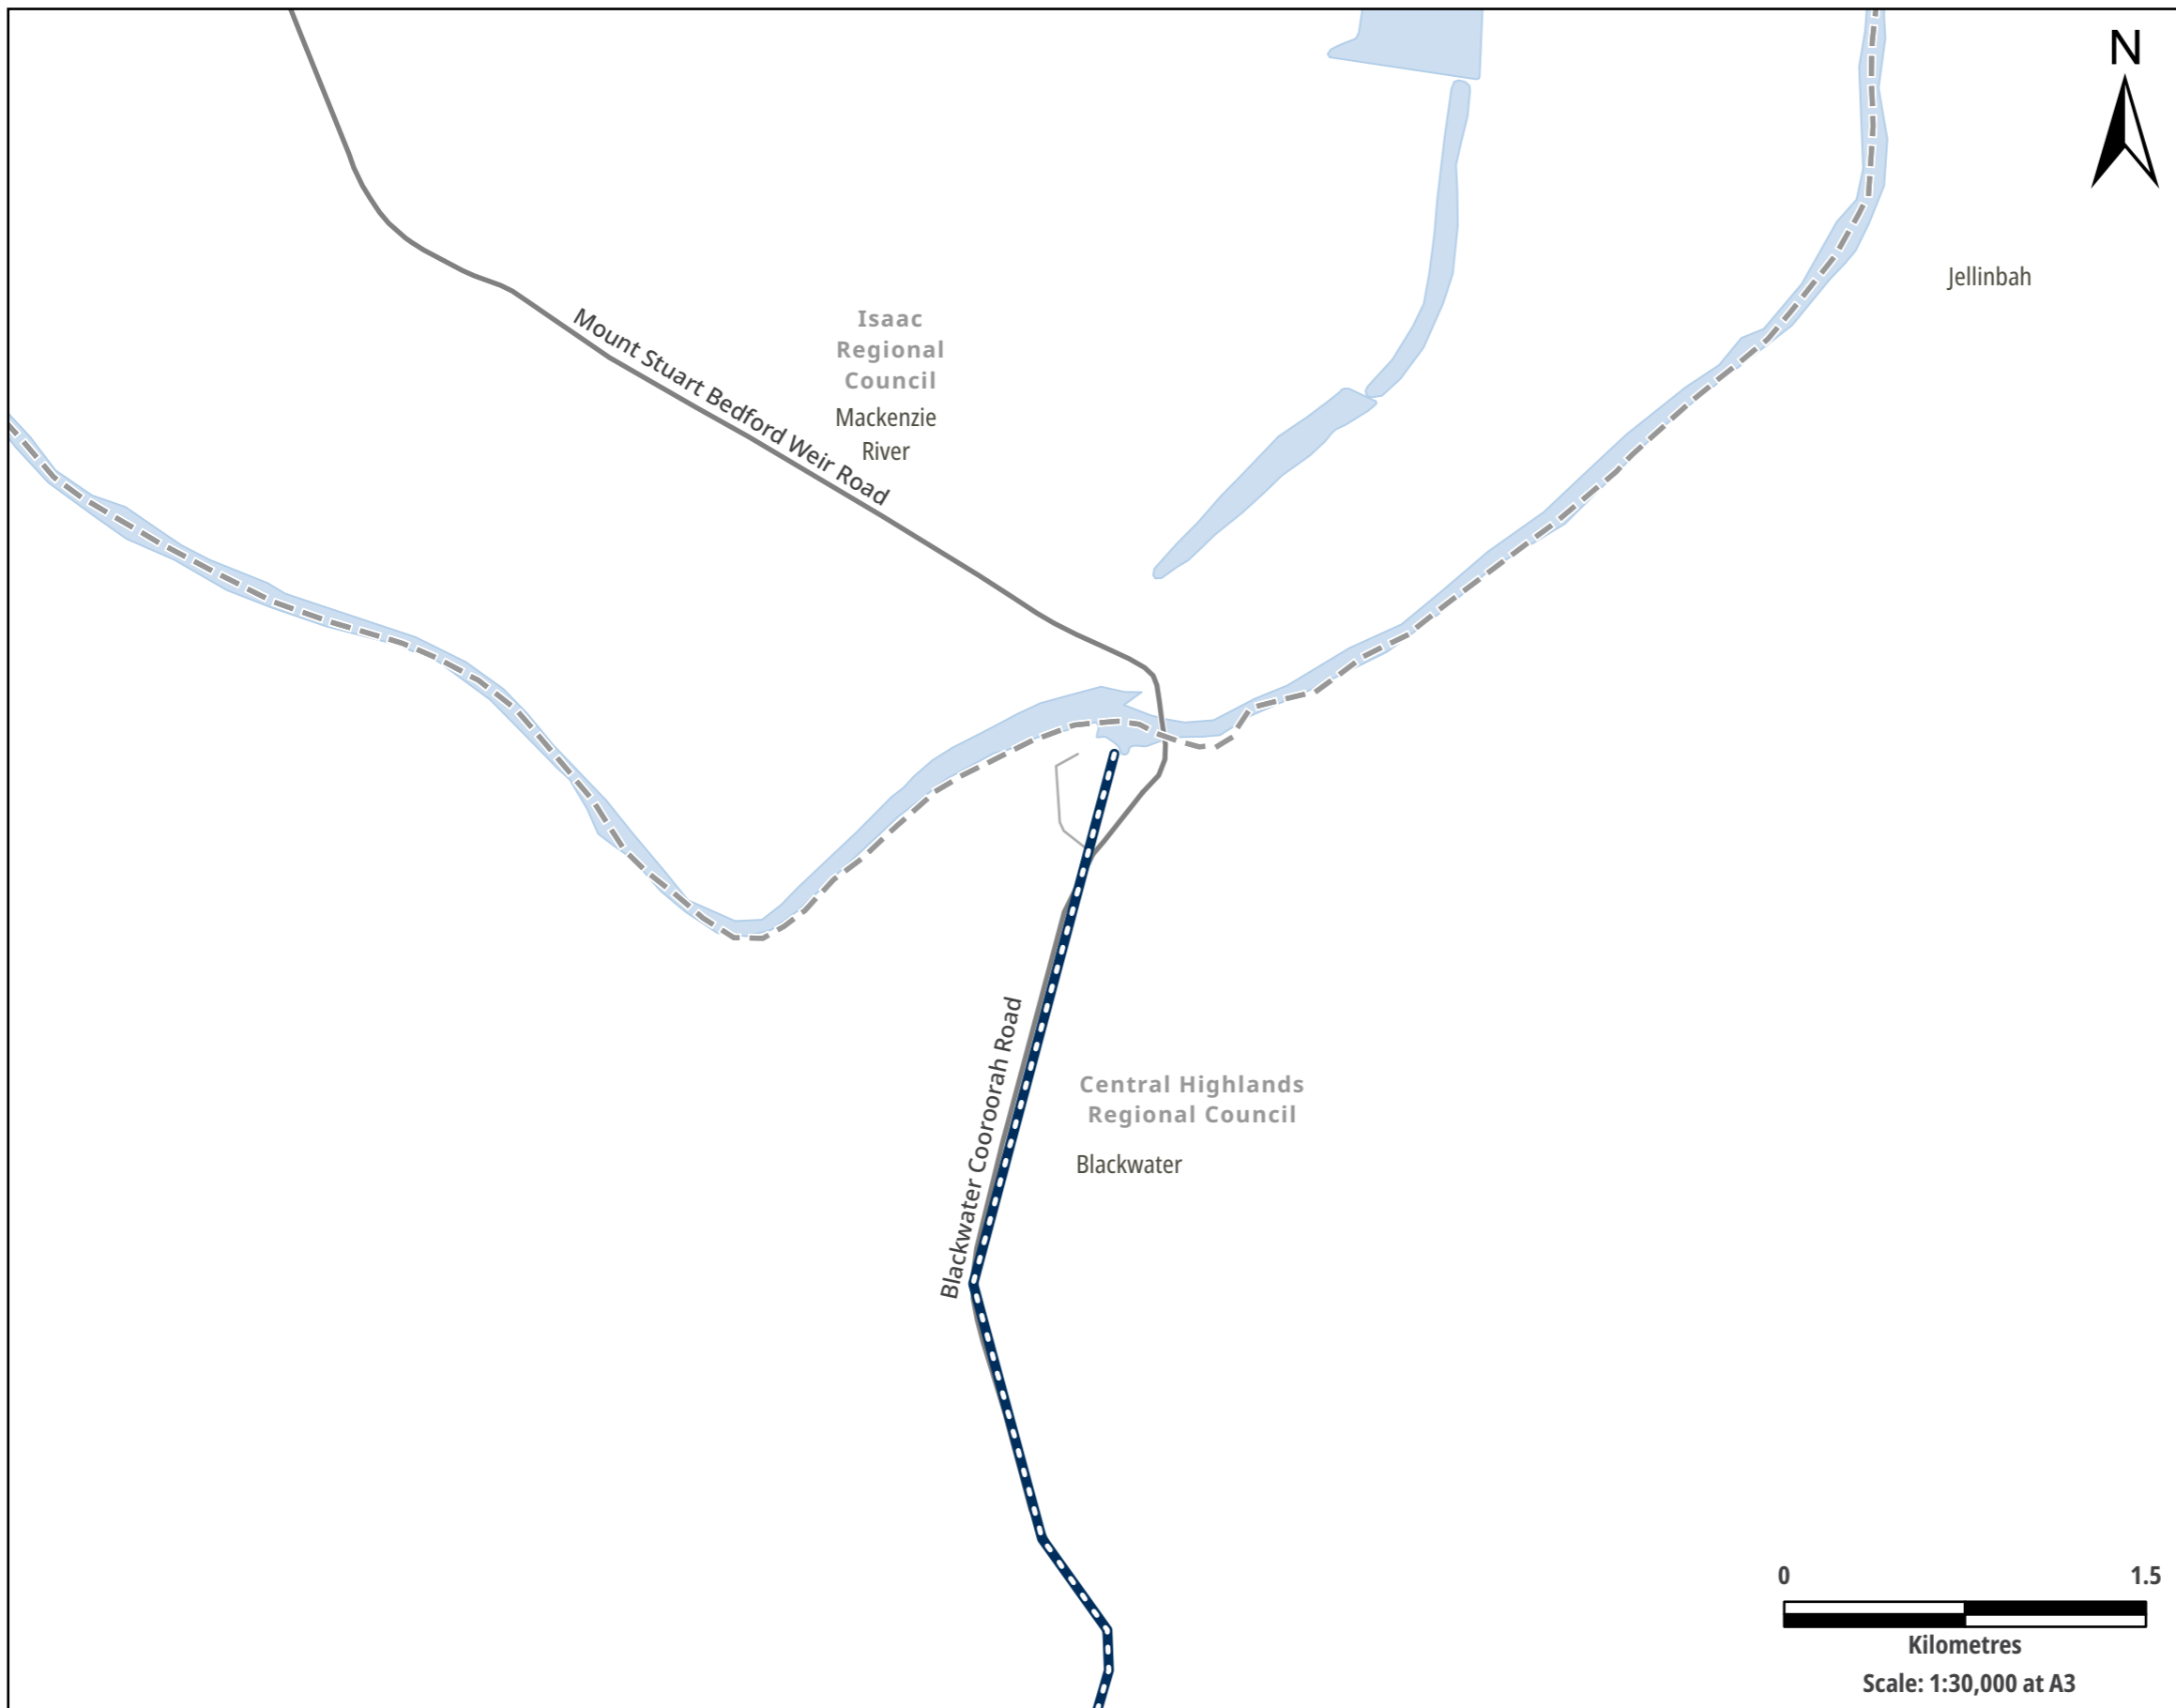 N
Jellinbah
Isaac
Regional
Council
Mackenzie
River
Mount Stuart Bedford Weir Road
Blackwater Cooroorah Road
Central Highlands
Regional Council
Blackwater
0 1.5
Kilometres
Scale: 1:30,000 at A3